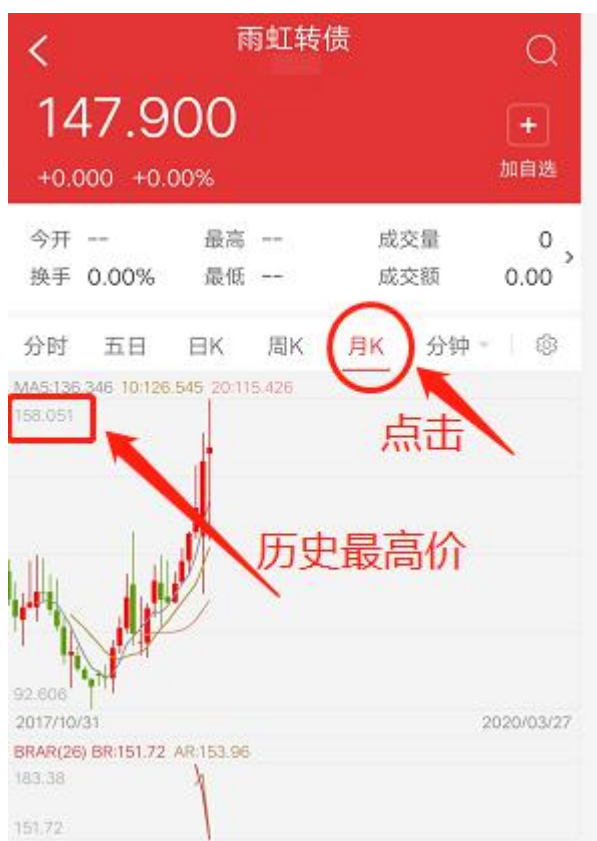 雨虹转债
147.900
+0.000 +0.00%
+
加自选
今开 -- 最高 -- 成交量 0
换手 0.00% 最低 -- 成交额 0.00
分时 五日 日K 周K 月K 分钟
MA5:136.346 10:126.545 20:115.426
158.051
点击
历史最高价
92.606
2017/10/31 2020/03/27
BRAR(26) BR:151.72 AR:153.96
183.38
151.72